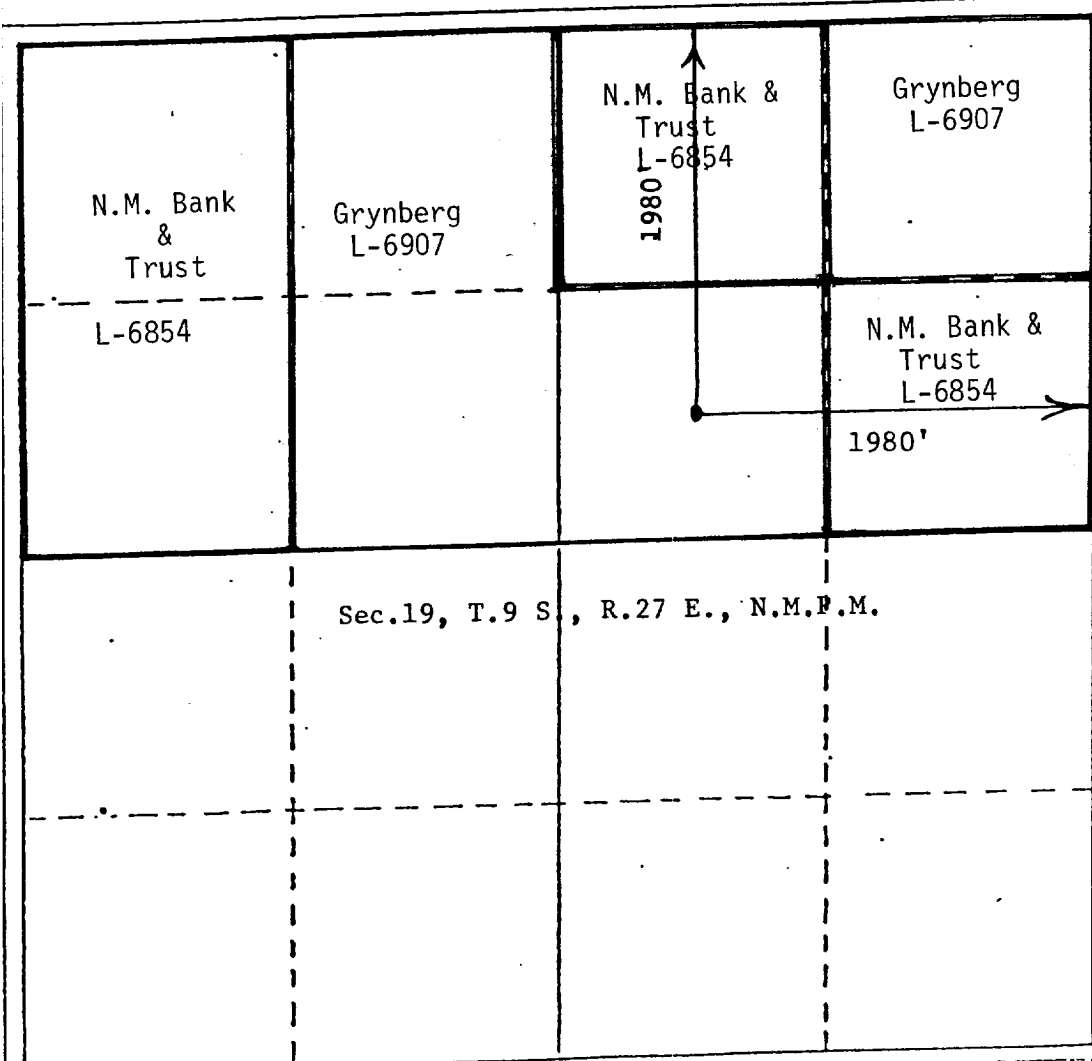 N.M. Bank
&
Trust
L-6854
Grynberg
L-6907
N.M. Bank &
Trust
L-6854
1980'
Grynberg
L-6907
N.M. Bank &
Trust
L-6854
1980'
Sec.19, T.9 S., R.27 E., N.M.P.M.